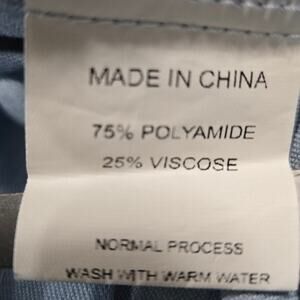 MADE IN CHINA
75% POLYAMIDE
25% VISCOSE
NORMAL PROCESS
WASH WITH WARM WATER